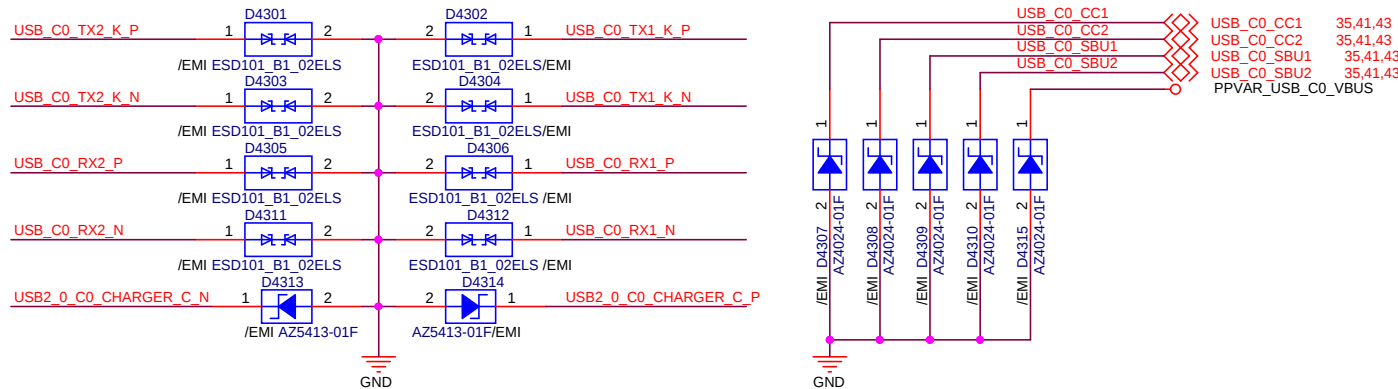 D4301 D4302
USB_C0_TX2_K_P 1 2 2 1 USB_C0_TX1_K_P
/EMI ESD101_B1_02ELS ESD101_B1_02ELS/EMI
D4303 D4304
USB_C0_TX2_K_N 1 2 2 1 USB_C0_TX1_K_N
/EMI ESD101_B1_02ELS ESD101_B1_02ELS/EMI
D4305 D4306
USB_C0_RX2_P 1 2 2 1 USB_C0_RX1_P
/EMI ESD101_B1_02ELS ESD101_B1_02ELS /EMI
D4311 D4312
USB_C0_RX2_N 1 2 2 1 USB_C0_RX1_N
/EMI ESD101_B1_02ELS ESD101_B1_02ELS /EMI
D4313 D4314
USB2_0_C0_CHARGER_C_N 1 2 2 1 USB2_0_C0_CHARGER_C_P
/EMI AZ5413-01F AZ5413-01F/EMI
GND
USB_C0_CC1 USB_C0_CC1 35,41,43
USB_C0_CC2 USB_C0_CC2 35,41,43
USB_C0_SBU1 USB_C0_SBU1 35,41,43
USB_C0_SBU2 USB_C0_SBU2 35,41,43
PPVAR_USB_C0_VBUS
1 1 1 1 1
2 2 2 2 2
/EMI D4307
AZ4024-01F
/EMI D4308
AZ4024-01F
/EMI D4309
AZ4024-01F
/EMI D4310
AZ4024-01F
/EMI D4315
AZ4024-01F
GND